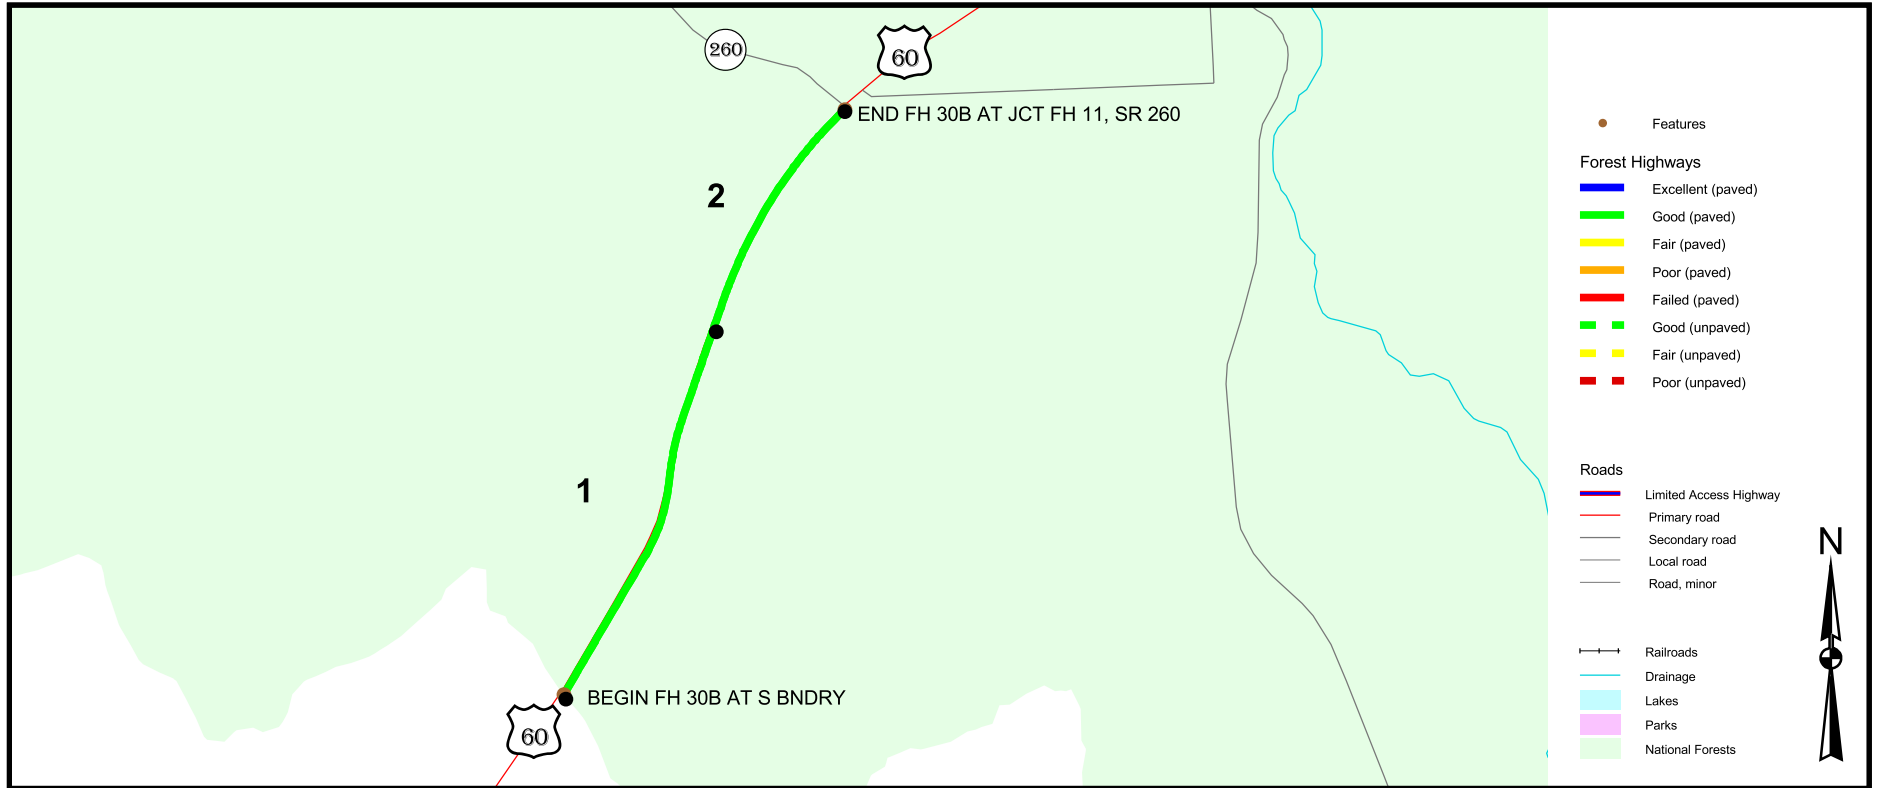 260
60
END FH 30B AT JCT FH 11, SR 260
2
1
BEGIN FH 30B AT S BNDRY
60
Features
Forest Highways
Excellent (paved)
Good (paved)
Fair (paved)
Poor (paved)
Failed (paved)
Good (unpaved)
Fair (unpaved)
Poor (unpaved)
Roads
Limited Access Highway
Primary road
Secondary road
Local road
Road, minor
N
Railroads
Drainage
Lakes
Parks
National Forests